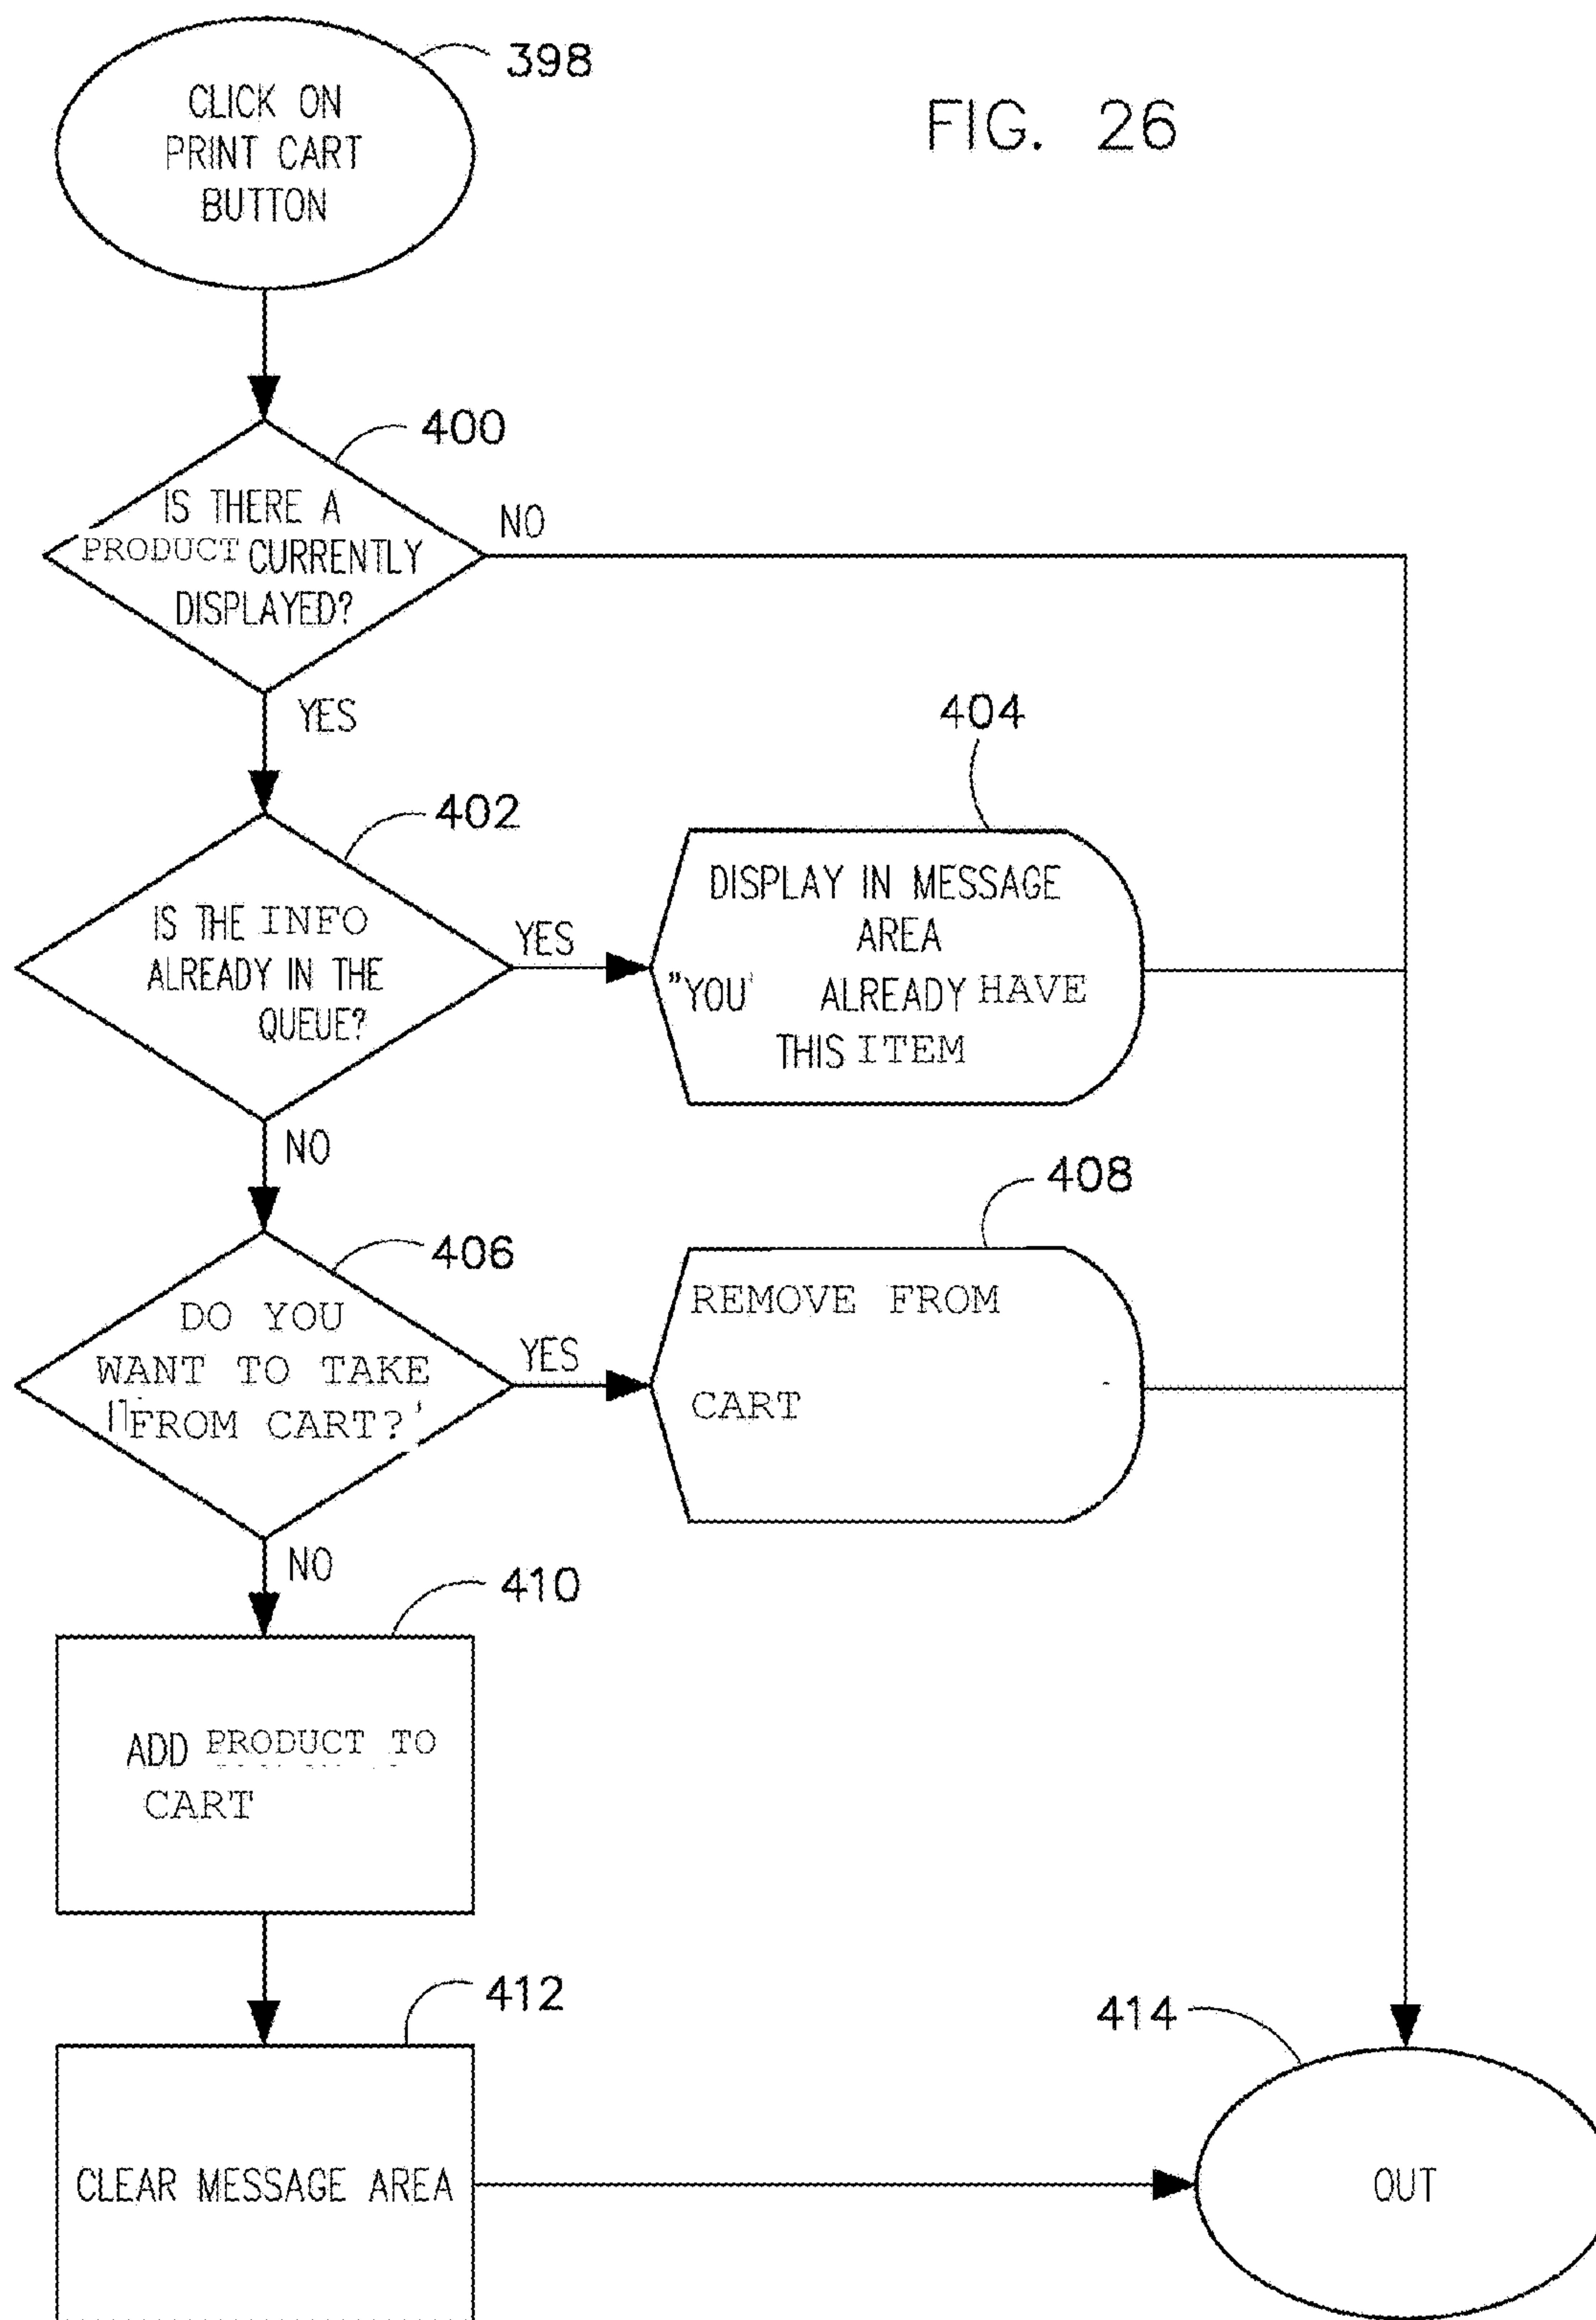 398
CLICK ON
PRINT CART
BUTTON
FIG. 26
400
IS THERE A
PRODUCT CURRENTLY
DISPLAYED?
NO
YES
402
IS THE INFO
ALREADY IN THE
QUEUE?
YES
404
DISPLAY IN MESSAGE
AREA
"YOU' ALREADY HAVE
THIS ITEM
NO
406
DO YOU
WANT TO TAKE
FROM CART?'
YES
408
REMOVE FROM
CART
NO
410
ADD PRODUCT TO
CART
412
CLEAR MESSAGE AREA
414
OUT